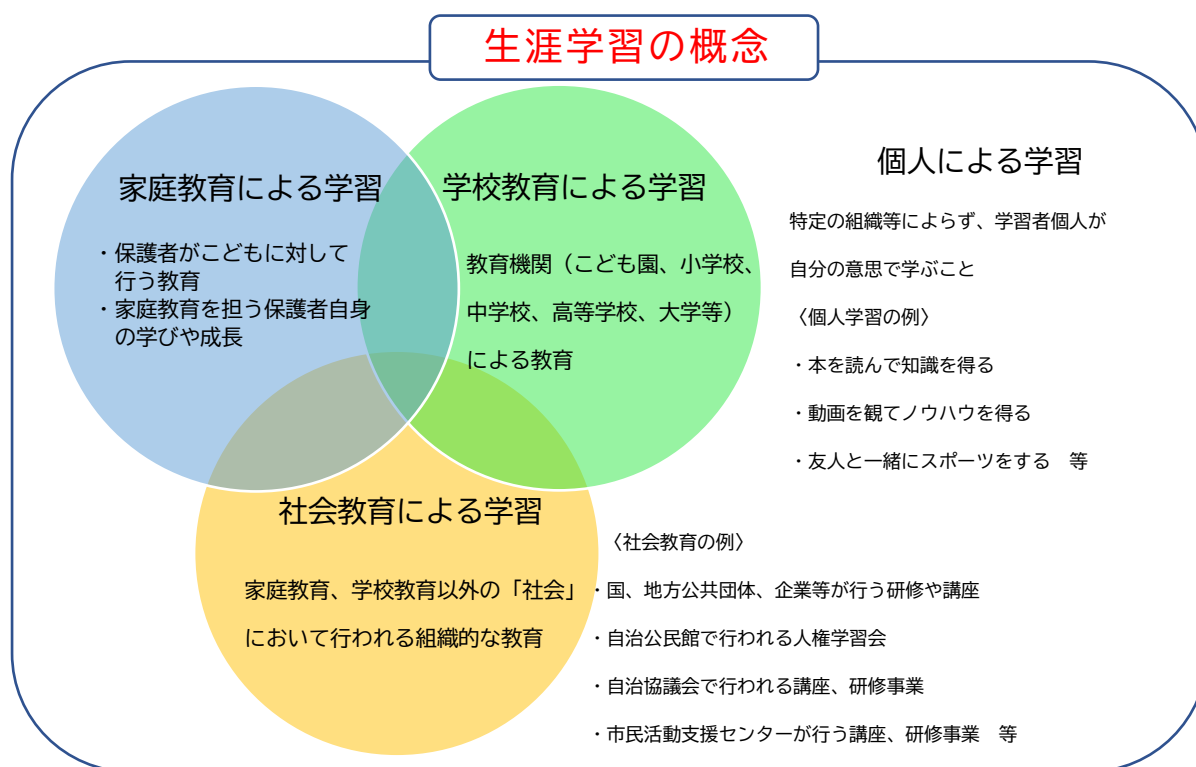 生涯学習の概念
家庭教育による学習
・保護者がこどもに対して
行う教育
・家庭教育を担う保護者自身
の学びや成長
学校教育による学習
教育機関（こども園、小学校、
中学校、高等学校、大学等）
による教育
個人による学習
特定の組織等によらず、学習者個人が
自分の意思で学ぶこと
〈個人学習の例〉
・本を読んで知識を得る
・動画を観てノウハウを得る
・友人と一緒にスポーツをする　等
社会教育による学習
家庭教育、学校教育以外の「社会」
において行われる組織的な教育
〈社会教育の例〉
・国、地方公共団体、企業等が行う研修や講座
・自治公民館で行われる人権学習会
・自治協議会で行われる講座、研修事業
・市民活動支援センターが行う講座、研修事業　等